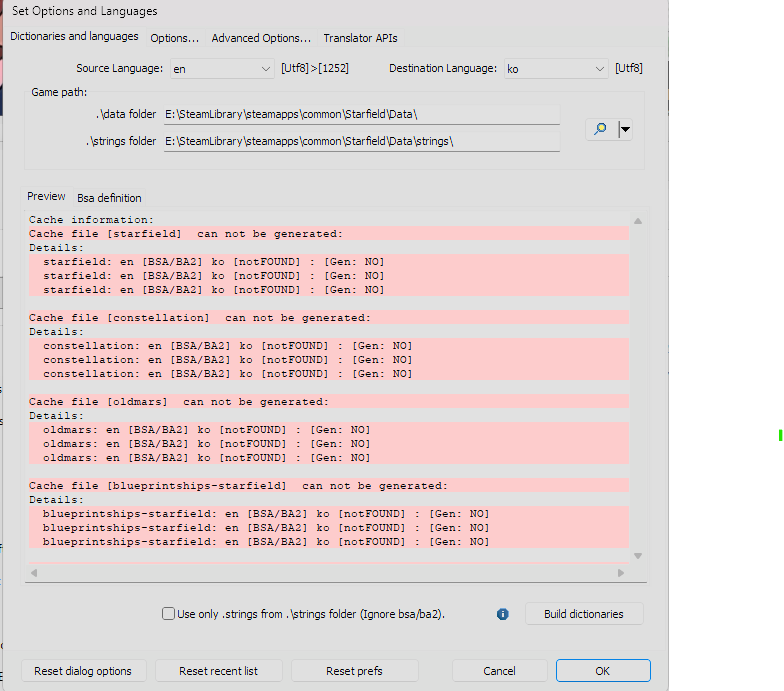 Set Options and Languages
Dictionaries and languages Options... Advanced Options... Translator APIs
Source Language: en [Utf8]>[1252] Destination Language: ko [Utf8]
Game path:
.\data folder E:\SteamLibrary\steamapps\common\Starfield\Data\
.\strings folder E:\SteamLibrary\steamapps\common\Starfield\Data\strings\
Preview Bsa definition
Cache information:
Cache file [starfield] can not be generated:
Details:
starfield: en [BSA/BA2] ko [notFOUND] : [Gen: NO]
starfield: en [BSA/BA2] ko [notFOUND] : [Gen: NO]
starfield: en [BSA/BA2] ko [notFOUND] : [Gen: NO]
Cache file [constellation] can not be generated:
Details:
constellation: en [BSA/BA2] ko [notFOUND] : [Gen: NO]
constellation: en [BSA/BA2] ko [notFOUND] : [Gen: NO]
constellation: en [BSA/BA2] ko [notFOUND] : [Gen: NO]
Cache file [oldmars] can not be generated:
Details:
oldmars: en [BSA/BA2] ko [notFOUND] : [Gen: NO]
oldmars: en [BSA/BA2] ko [notFOUND] : [Gen: NO]
oldmars: en [BSA/BA2] ko [notFOUND] : [Gen: NO]
Cache file [blueprintships-starfield] can not be generated:
Details:
blueprintships-starfield: en [BSA/BA2] ko [notFOUND] : [Gen: NO]
blueprintships-starfield: en [BSA/BA2] ko [notFOUND] : [Gen: NO]
blueprintships-starfield: en [BSA/BA2] ko [notFOUND] : [Gen: NO]
Use only .strings from .\strings folder (Ignore bsa/ba2). Build dictionaries
Reset dialog options Reset recent list Reset prefs Cancel OK